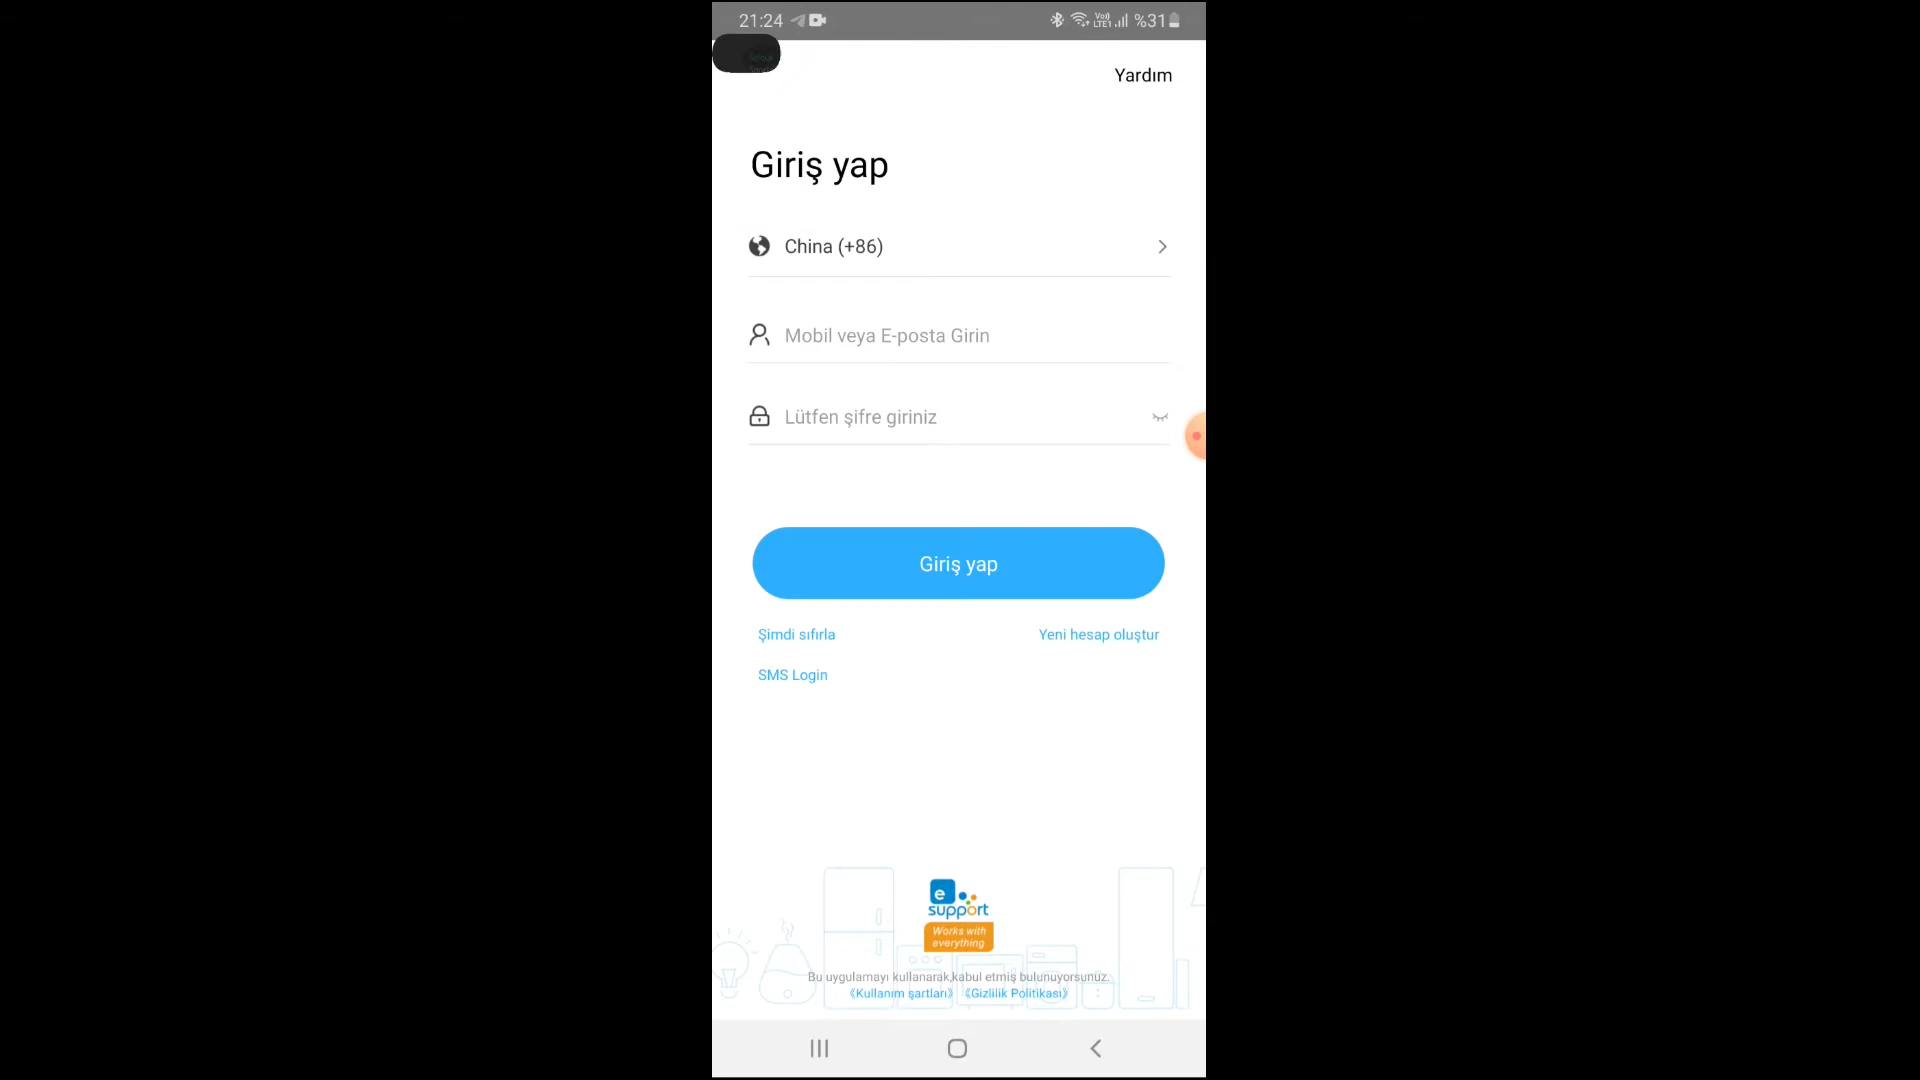 21:24
Vo)) LTE1 %31
Yardım
Giriş yap
China (+86)
Mobil veya E-posta Girin
Lütfen şifre giriniz
Giriş yap
Şimdi sıfırla
Yeni hesap oluştur
SMS Login
e
support
Works with
everything
Bu uygulamayı kullanarak,kabul etmiş bulunuyorsunuz.
《Kullanım şartları》 《Gizlilik Politikası》